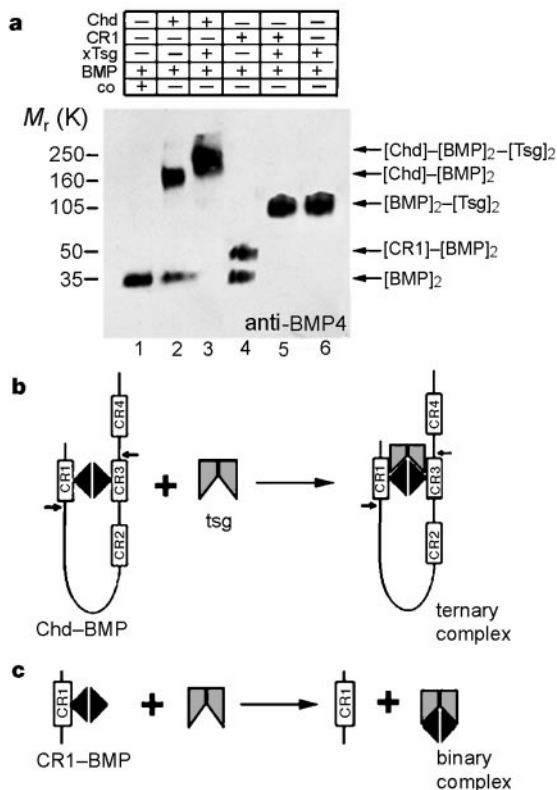 a
Chd – + + – – –
CR1 – – – + + –
xTsg – – + – + +
BMP + + + + + +
co + – – – – –
Mr (K)
250–
160–
105–
50–
35–
[Chd]–[BMP]2–[Tsg]2
[Chd]–[BMP]2
[BMP]2–[Tsg]2
[CR1]–[BMP]2
[BMP]2
anti-BMP4
1 2 3 4 5 6
b
CR1
CR4
CR3
CR2
Chd–BMP
+
tsg
CR1
CR4
CR3
CR2
ternary
complex
c
CR1
CR1–BMP
+
CR1
+
binary
complex